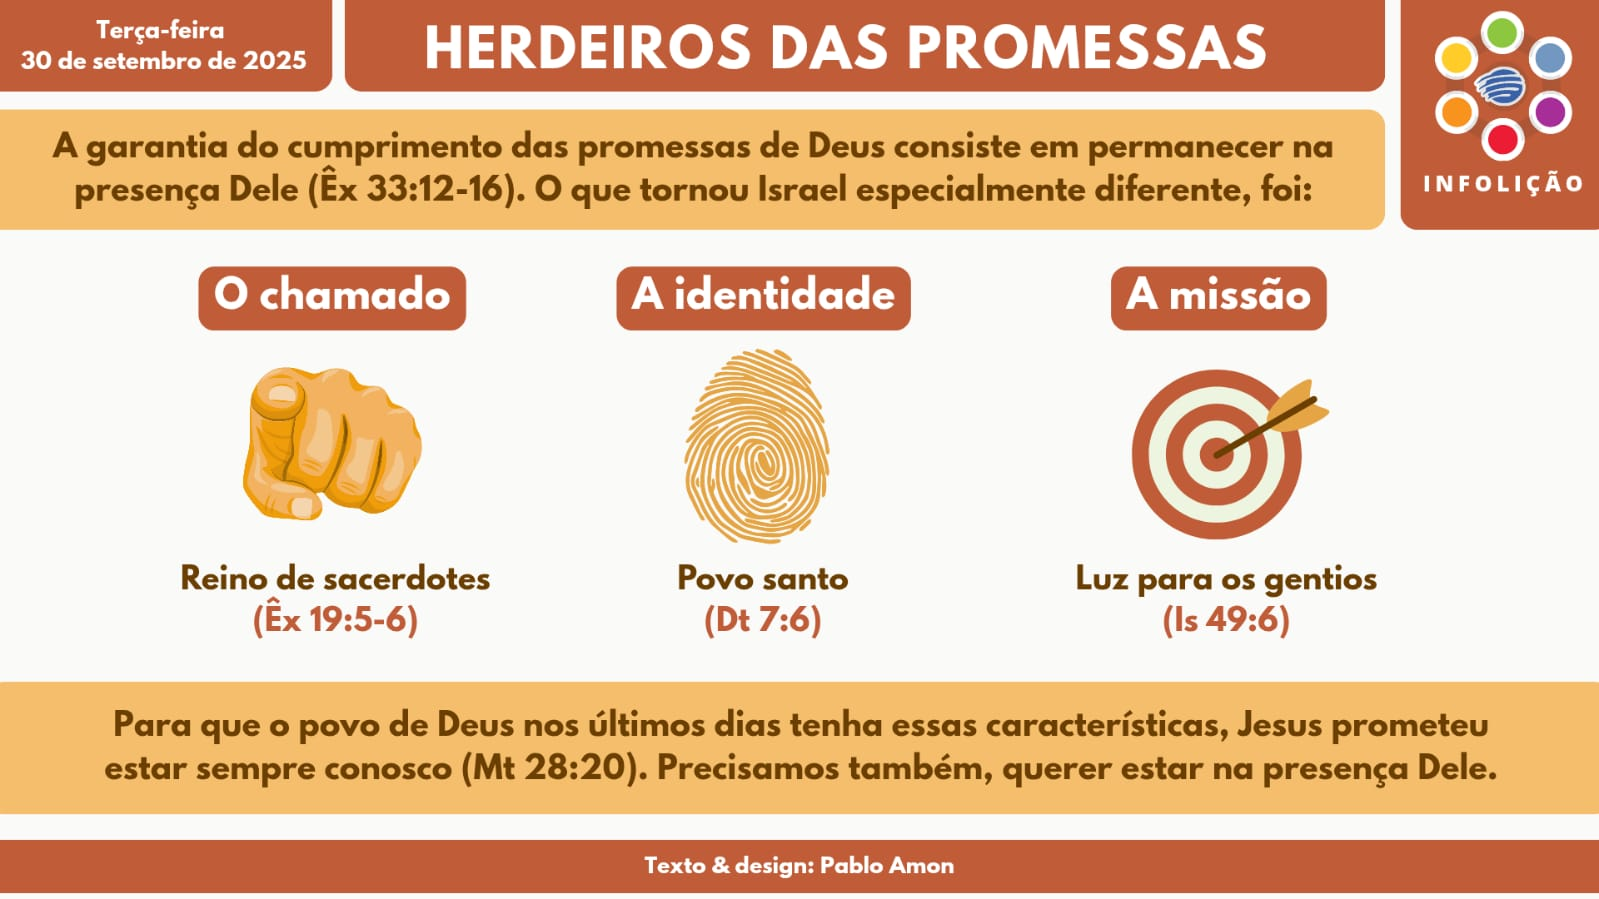 Terça-feira
30 de setembro de 2025
HERDEIROS DAS PROMESSAS
INFOLIÇÃO
A garantia do cumprimento das promessas de Deus consiste em permanecer na
presença Dele (Êx 33:12-16). O que tornou Israel especialmente diferente, foi:
O chamado
A identidade
A missão
Reino de sacerdotes
(Êx 19:5-6)
Povo santo
(Dt 7:6)
Luz para os gentios
(Is 49:6)
Para que o povo de Deus nos últimos dias tenha essas características, Jesus prometeu
estar sempre conosco (Mt 28:20). Precisamos também, querer estar na presença Dele.
Texto & design: Pablo Amon